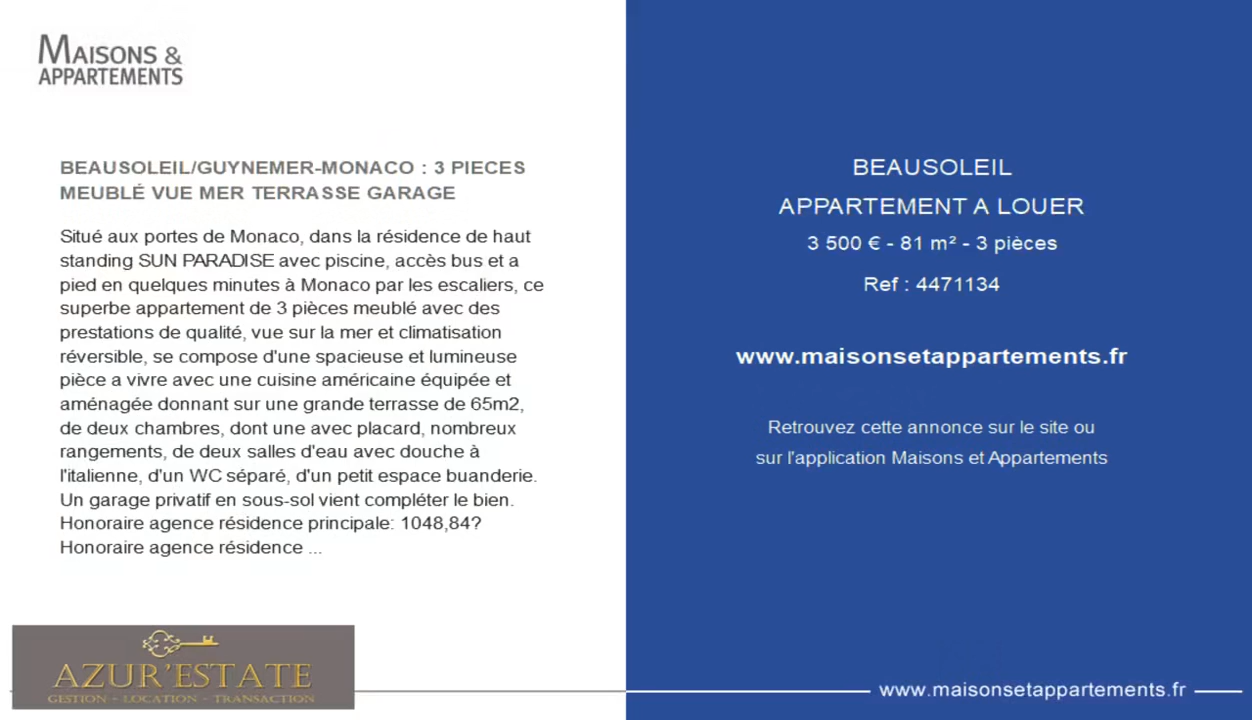 MAISONS &
APPARTEMENTS
BEAUSOLEIL/GUYNEMER-MONACO : 3 PIECES
MEUBLÉ VUE MER TERRASSE GARAGE
Situé aux portes de Monaco, dans la résidence de haut
standing SUN PARADISE avec piscine, accès bus et a
pied en quelques minutes à Monaco par les escaliers, ce
superbe appartement de 3 pièces meublé avec des
prestations de qualité, vue sur la mer et climatisation
réversible, se compose d'une spacieuse et lumineuse
pièce a vivre avec une cuisine américaine équipée et
aménagée donnant sur une grande terrasse de 65m2,
de deux chambres, dont une avec placard, nombreux
rangements, de deux salles d'eau avec douche à
l'italienne, d'un WC séparé, d'un petit espace buanderie.
Un garage privatif en sous-sol vient compléter le bien.
Honoraire agence résidence principale: 1048,84?
Honoraire agence résidence ...
AZUR'ESTATE
GESTION - LOCATION - TRANSACTION
BEAUSOLEIL
APPARTEMENT A LOUER
3 500 € - 81 m² - 3 pièces
Ref : 4471134
www.maisonsetappartements.fr
Retrouvez cette annonce sur le site ou
sur l'application Maisons et Appartements
www.maisonsetappartements.fr